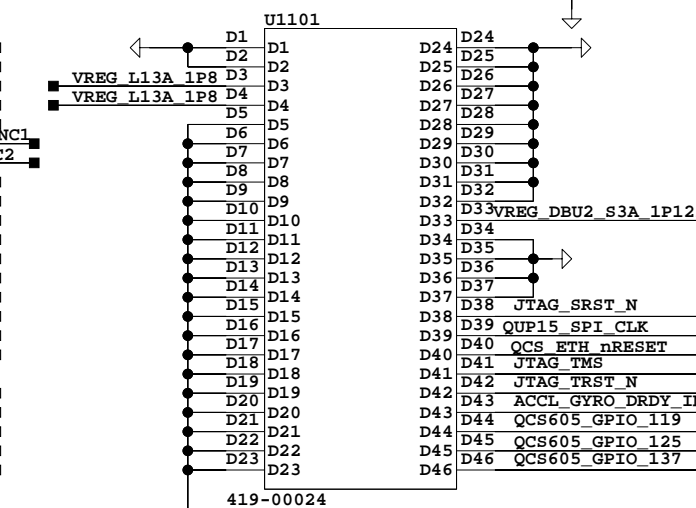 U1101
D1 D1 D24 D24
D2 D2 D25 D25
VREG_L13A_1P8 D3 D3 D26 D26
VREG_L13A_1P8 D4 D4 D27 D27
D5 D5 D28 D28
NC1 D6 D6 D29 D29
D7 D7 D30 D30
D8 D8 D31 D31
D9 D9 D32 D32
D10 D10 D33 D33 VREG_DBU2_S3A_1P12
D11 D11 D34 D34
D12 D12 D35 D35
D13 D13 D36 D36
D14 D14 D37 D37
D15 D15 D38 D38 JTAG_SRST_N
D16 D16 D39 D39 QUP15_SPI_CLK
D17 D17 D40 D40 QCS_ETH_nRESET
D18 D18 D41 D41 JTAG_TMS
D19 D19 D42 D42 JTAG_TRST_N
D20 D20 D43 D43 ACCL_GYRO_DRDY_I
D21 D21 D44 D44 QCS605_GPIO_119
D22 D22 D45 D45 QCS605_GPIO_125
D23 D23 D46 D46 QCS605_GPIO_137
419-00024